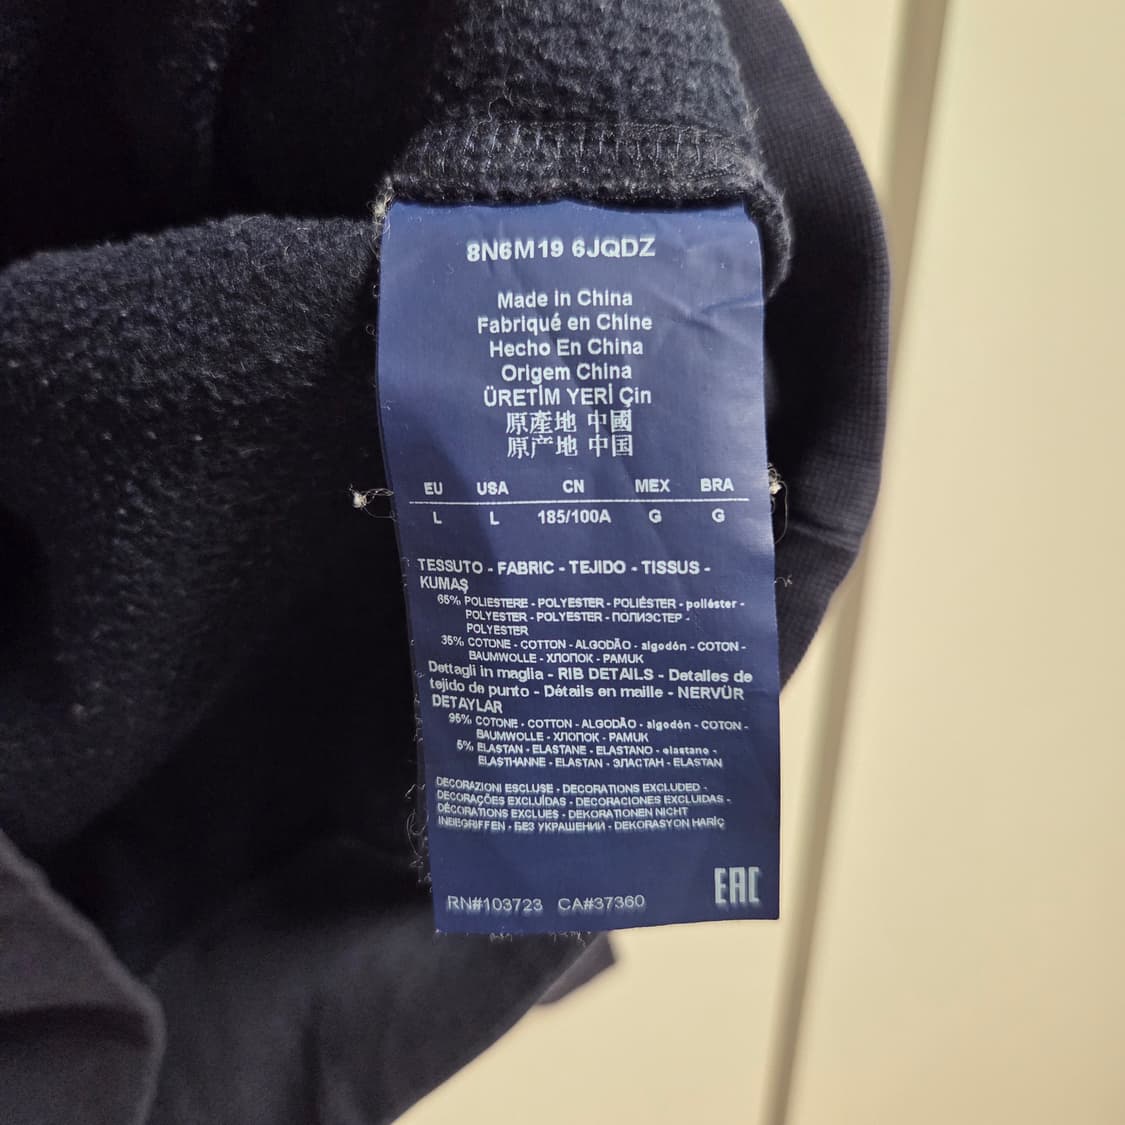 8N6M19 6JQDZ
Made in China
Fabriqué en Chine
Hecho En China
Origem China
ÜRETİM YERİ Çin
原產地 中國
原产地 中国
EU USA CN MEX BRA
L L 185/100A G G
TESSUTO - FABRIC - TEJIDO - TISSUS -
KUMAŞ
65% POLIESTERE - POLYESTER - POLIÉSTER - poliéster -
POLYESTER - POLYESTER - ПОЛИЭСТЕР -
POLYESTER
35% COTONE - COTTON - ALGODÃO - algodón - COTON -
BAUMWOLLE - ХЛОПОК - PAMUK
Dettagli in maglia - RIB DETAILS - Detalles de
tejido de punto - Détails en maille - NERVÜR
DETAYLAR
95% COTONE - COTTON - ALGODÃO - algodón - COTON -
BAUMWOLLE - ХЛОПОК - PAMUK
5% ELASTAN - ELASTANE - ELASTANO - elastano -
ELASTHANNE - ELASTAN - ЭЛАСТАН - ELASTAN
DECORAZIONI ESCLUSE - DECORATIONS EXCLUDED -
DECORAÇÕES EXCLUÍDAS - DECORACIONES EXCLUIDAS -
DÉCORATIONS EXCLUES - DEKORATIONEN NICHT
INBEGRIFFEN - БЕЗ УКРАШЕНИИ - DEKORASYON HARİÇ
EAC
RN#103723 CA#37360